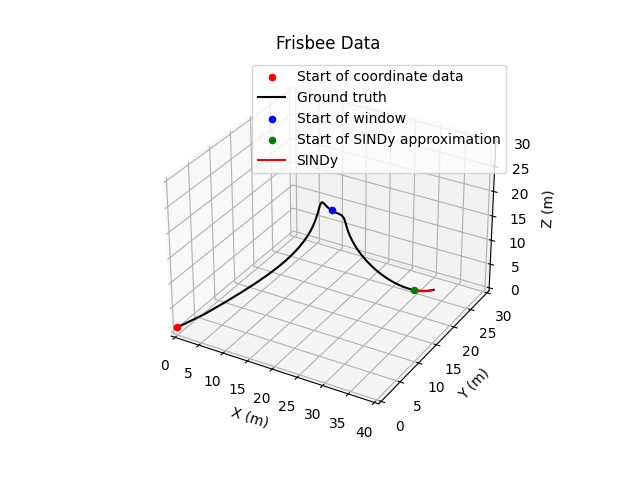 Frisbee Data
Start of coordinate data
Ground truth
Start of window
Start of SINDy approximation
SINDy
30
25
20
15
10
5
0
Z (m)
0
5
10
15
20
25
30
35
40
X (m)
0
5
10
15
20
25
30
Y (m)